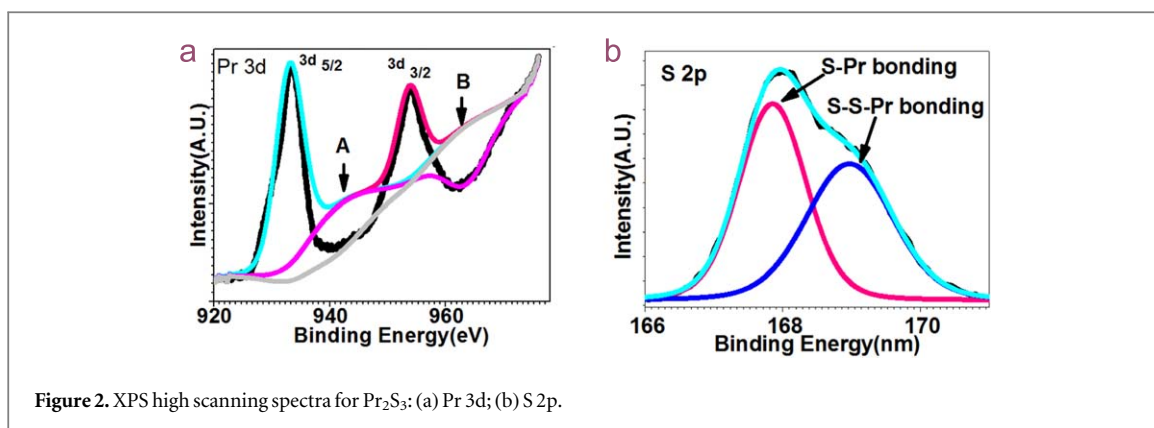 a
Pr 3d
3d 5/2
3d 3/2
A
B
Intensity(A.U.)
920
940
960
Binding Energy(eV)
b
S 2p
S-Pr bonding
S-S-Pr bonding
Intensity(A.U.)
166
168
170
Binding Energy(nm)
Figure 2. XPS high scanning spectra for Pr₂S₃: (a) Pr 3d; (b) S 2p.